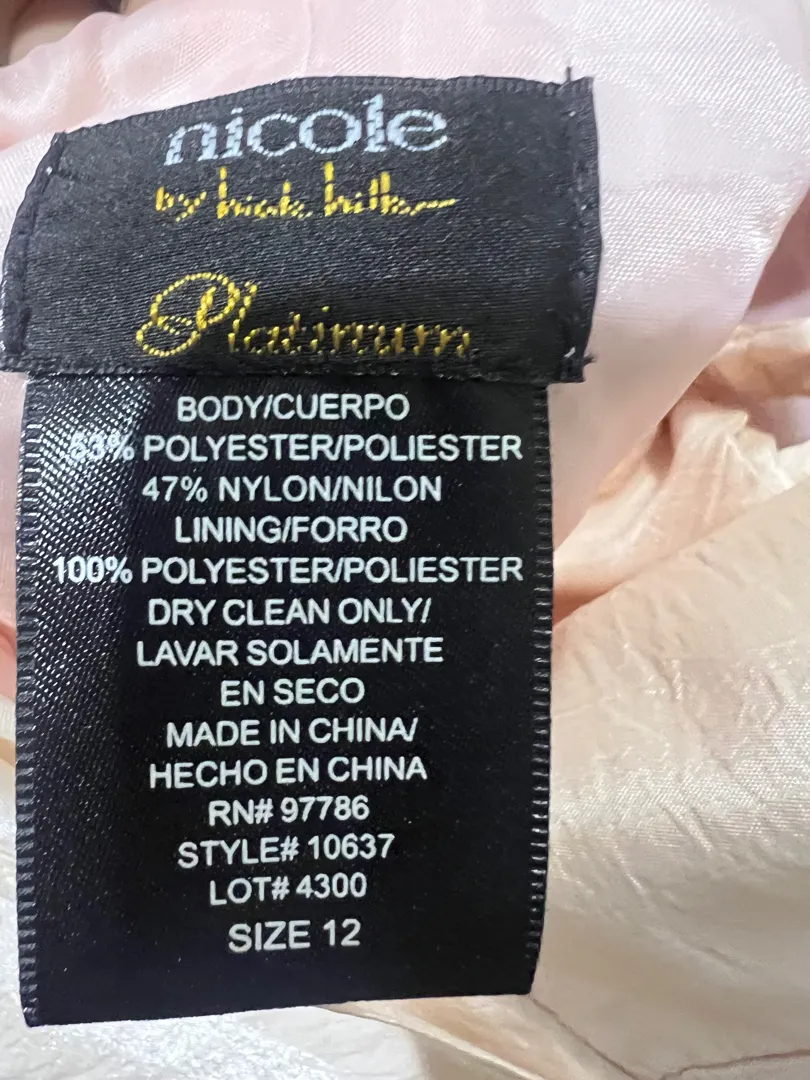 nicole
by
Platinum
BODY/CUERPO
53% POLYESTER/POLIESTER
47% NYLON/NILON
LINING/FORRO
100% POLYESTER/POLIESTER
DRY CLEAN ONLY/
LAVAR SOLAMENTE
EN SECO
MADE IN CHINA/
HECHO EN CHINA
RN# 97786
STYLE# 10637
LOT# 4300
SIZE 12